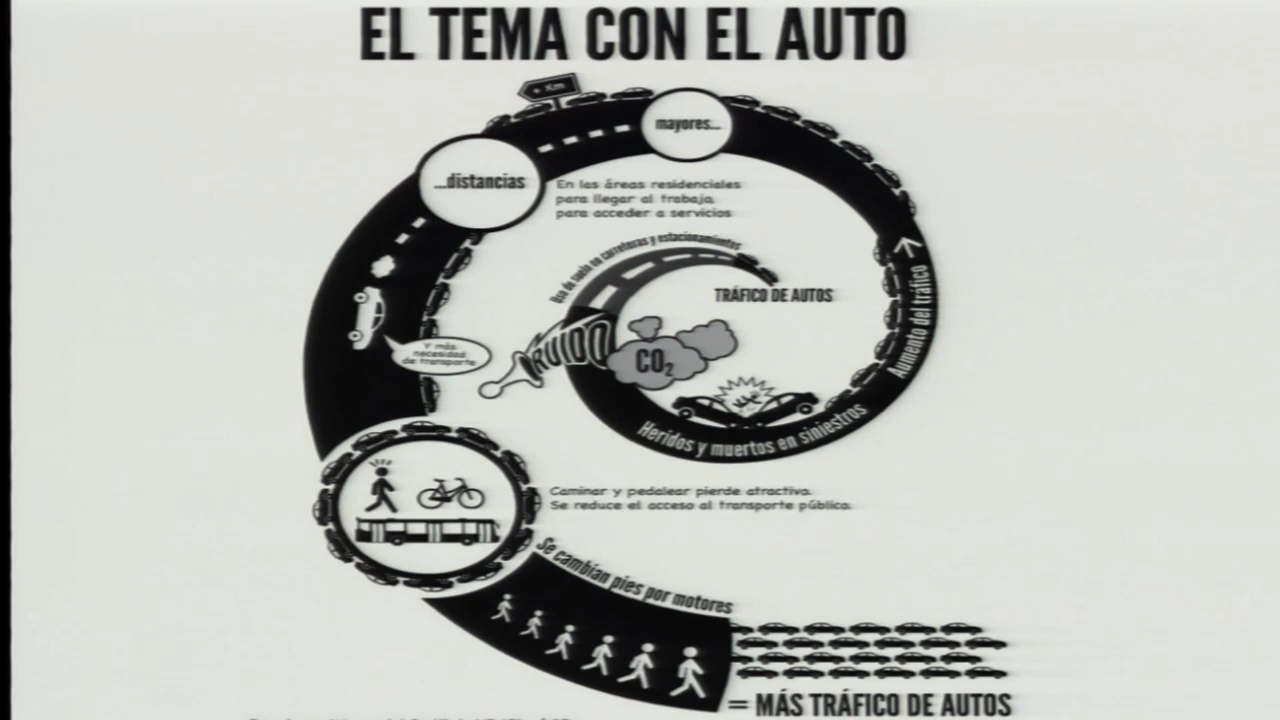 EL TEMA CON EL AUTO
+ Km
mayores...
...distancias
En las áreas residenciales
para llegar al trabajo,
para acceder a servicios
Uso de suelo en carreteras y estacionamientos
TRÁFICO DE AUTOS
Aumento del tráfico
RUIDO
CO₂
Y más
necesidad
de transporte
Heridos y muertos en siniestros
Caminar y pedalear pierde atractivo.
Se reduce el acceso al transporte público.
Se cambian pies por motores
= MÁS TRÁFICO DE AUTOS